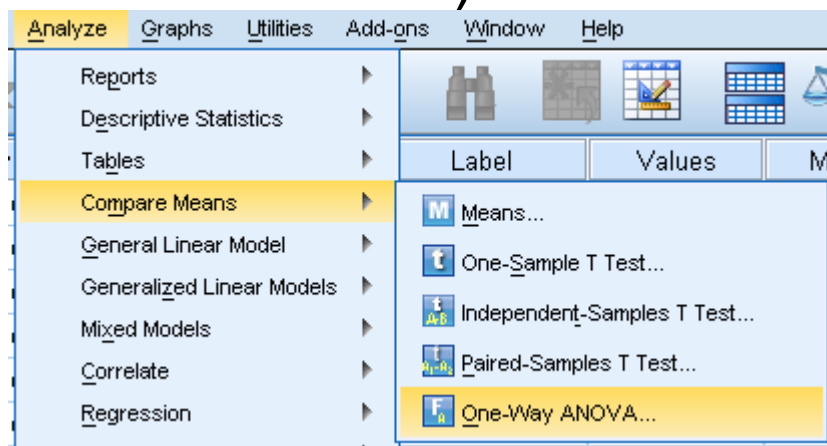 Analyze Graphs Utilities Add-ons Window Help
Reports
Descriptive Statistics
Tables
Label Values M
Compare Means
Means...
General Linear Model
One-Sample T Test...
Generalized Linear Models
Independent-Samples T Test...
Mixed Models
Paired-Samples T Test...
Correlate
Regression
One-Way ANOVA...